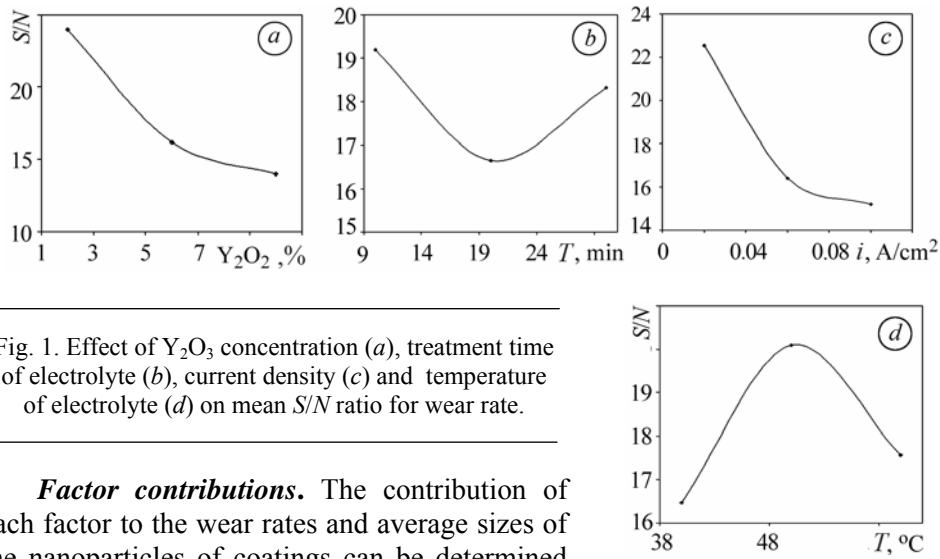 S/N
20
15
10
1 3 5 7 Y₂O₂ ,%
a
20
19
18
17
16
15
9 14 19 24 T, min
b
24
22
20
18
16
14
0 0.04 0.08 i, A/cm²
c
Fig. 1. Effect of Y₂O₃ concentration (a), treatment time
of electrolyte (b), current density (c) and temperature
of electrolyte (d) on mean S/N ratio for wear rate.
S/N
19
18
17
16
38 48 T, ºC
d
Factor contributions. The contribution of
each factor to the wear rates and average sizes of
the nanoparticles of coatings can be determined